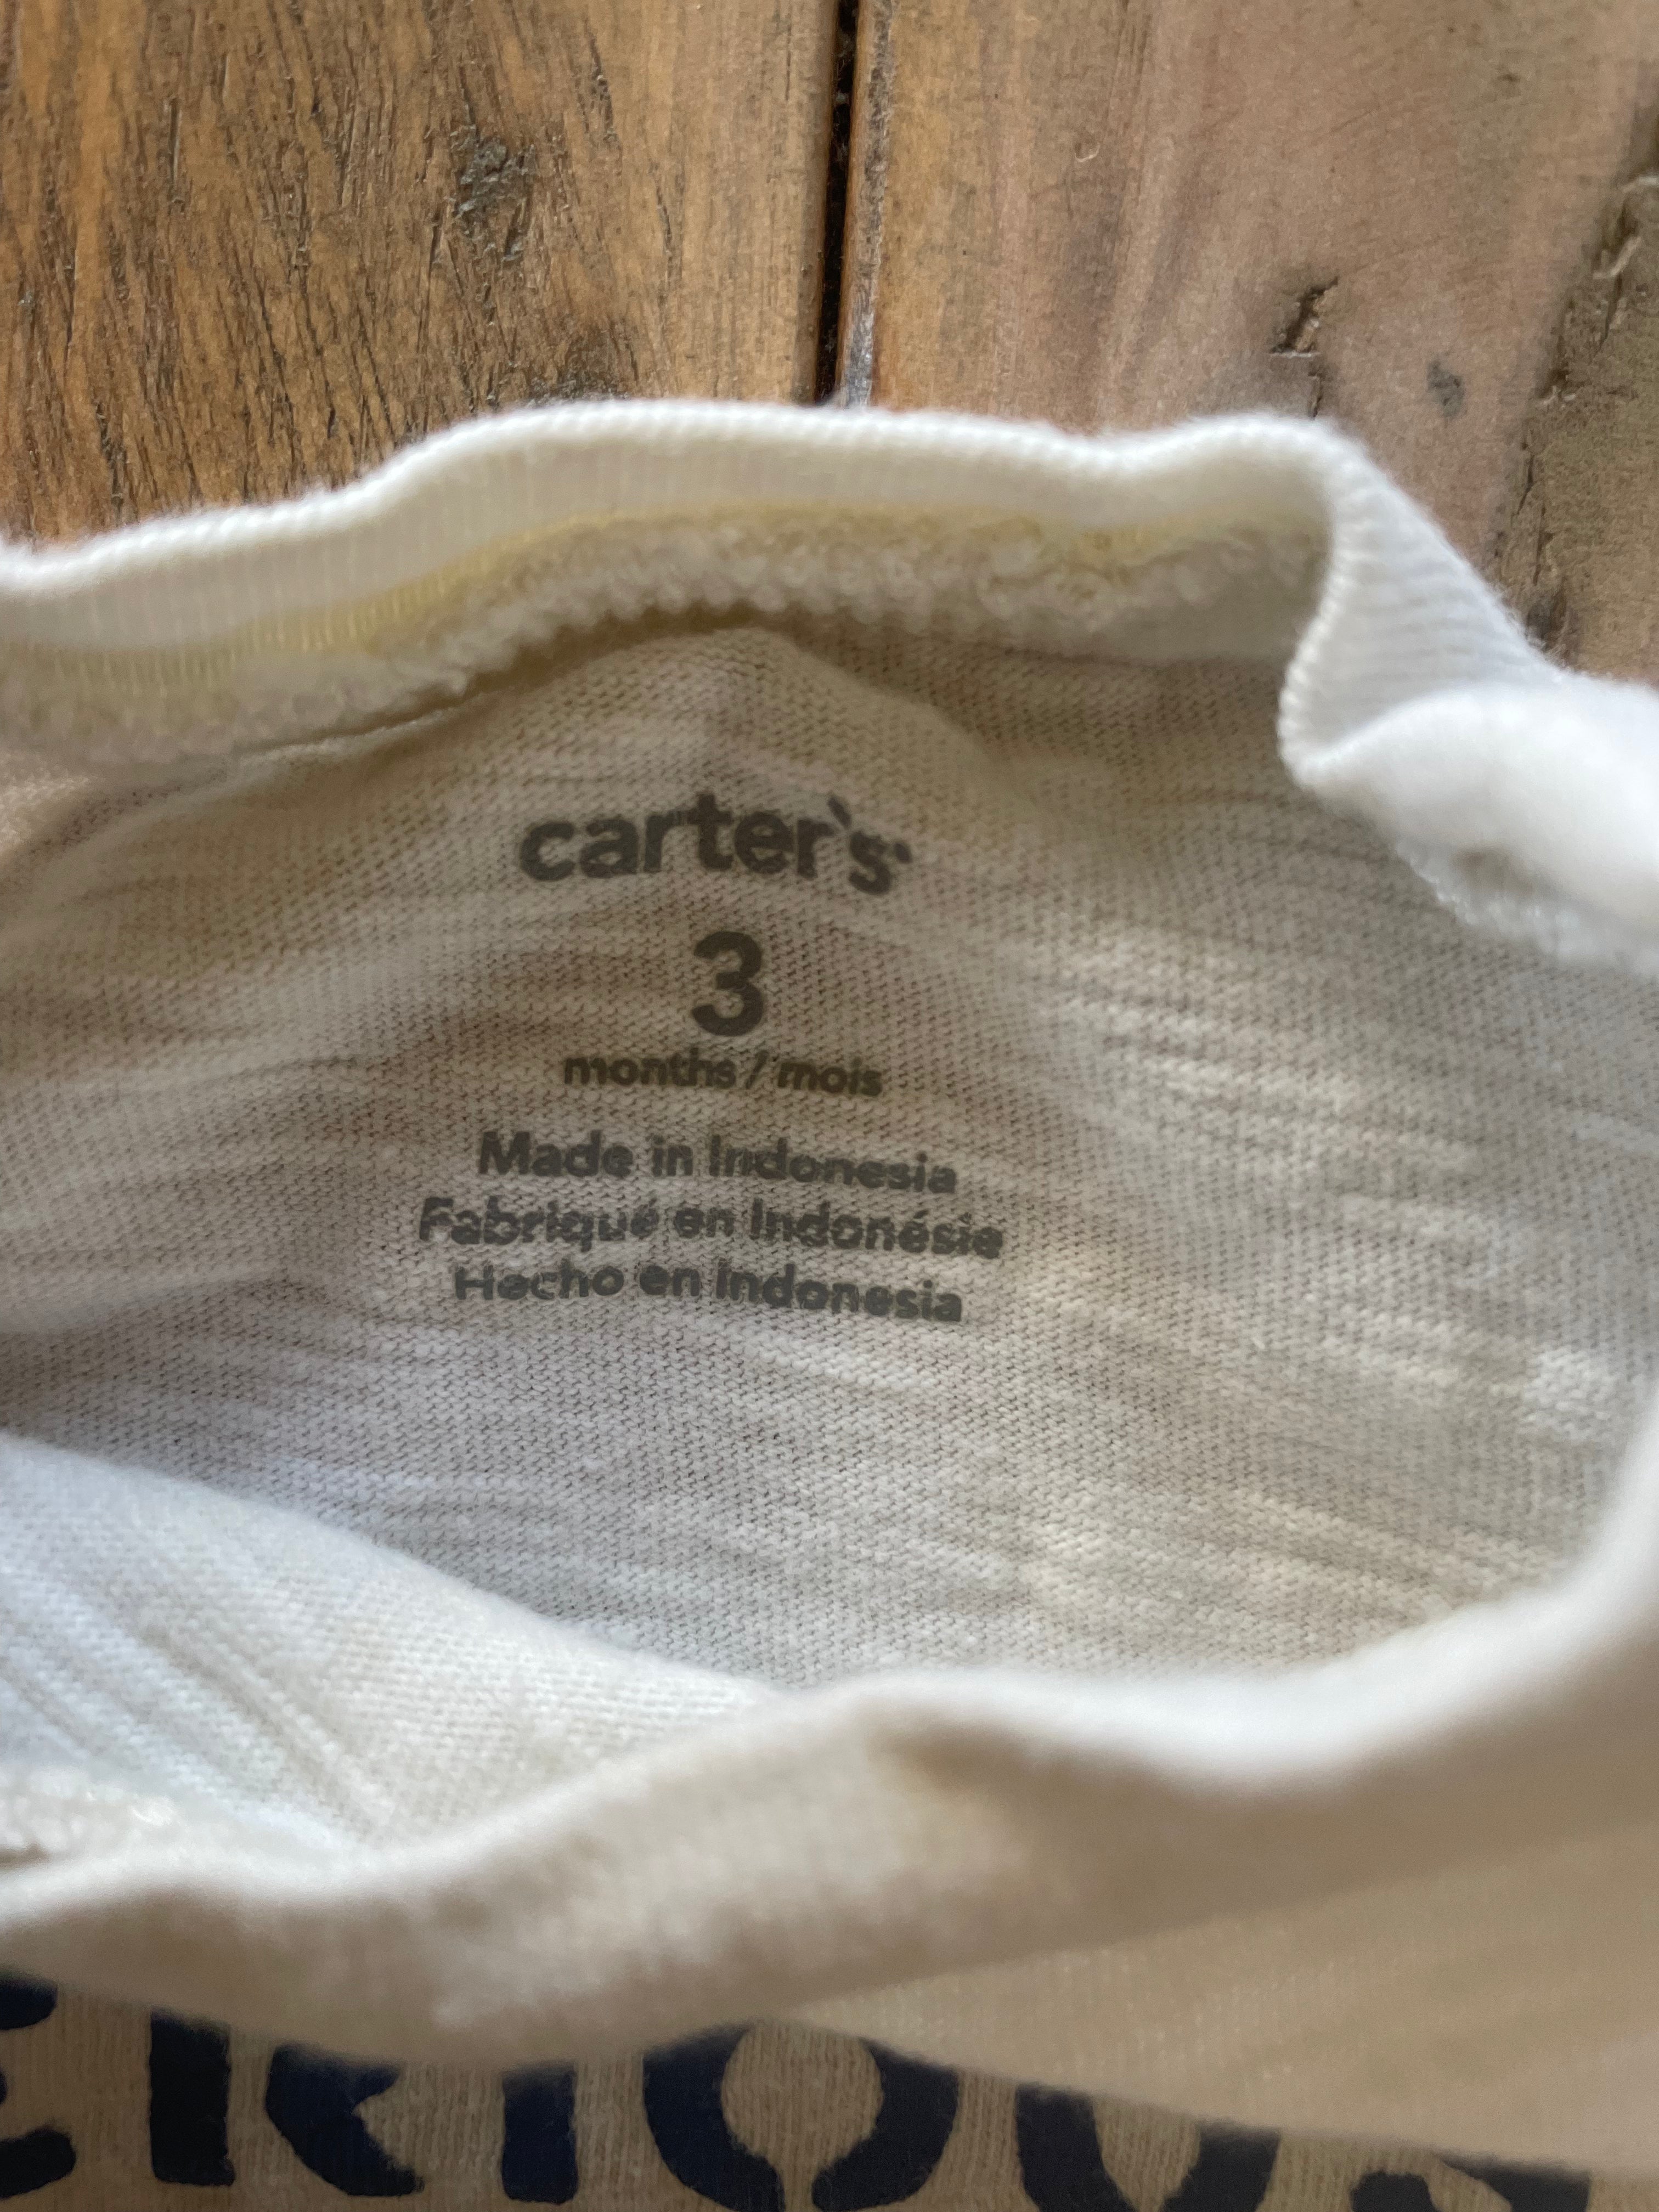 carter's
3
months / mois
Made in Indonesia
Fabriqué en Indonésie
Hecho en Indonesia